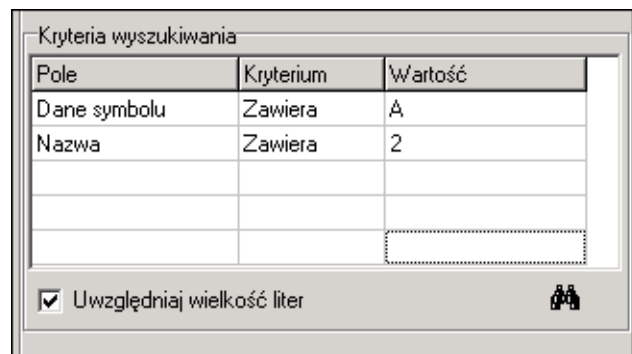 Kryteria wyszukiwania
Pole Kryterium Wartość
Dane symbolu Zawiera A
Nazwa Zawiera 2
Uwzględniaj wielkość liter